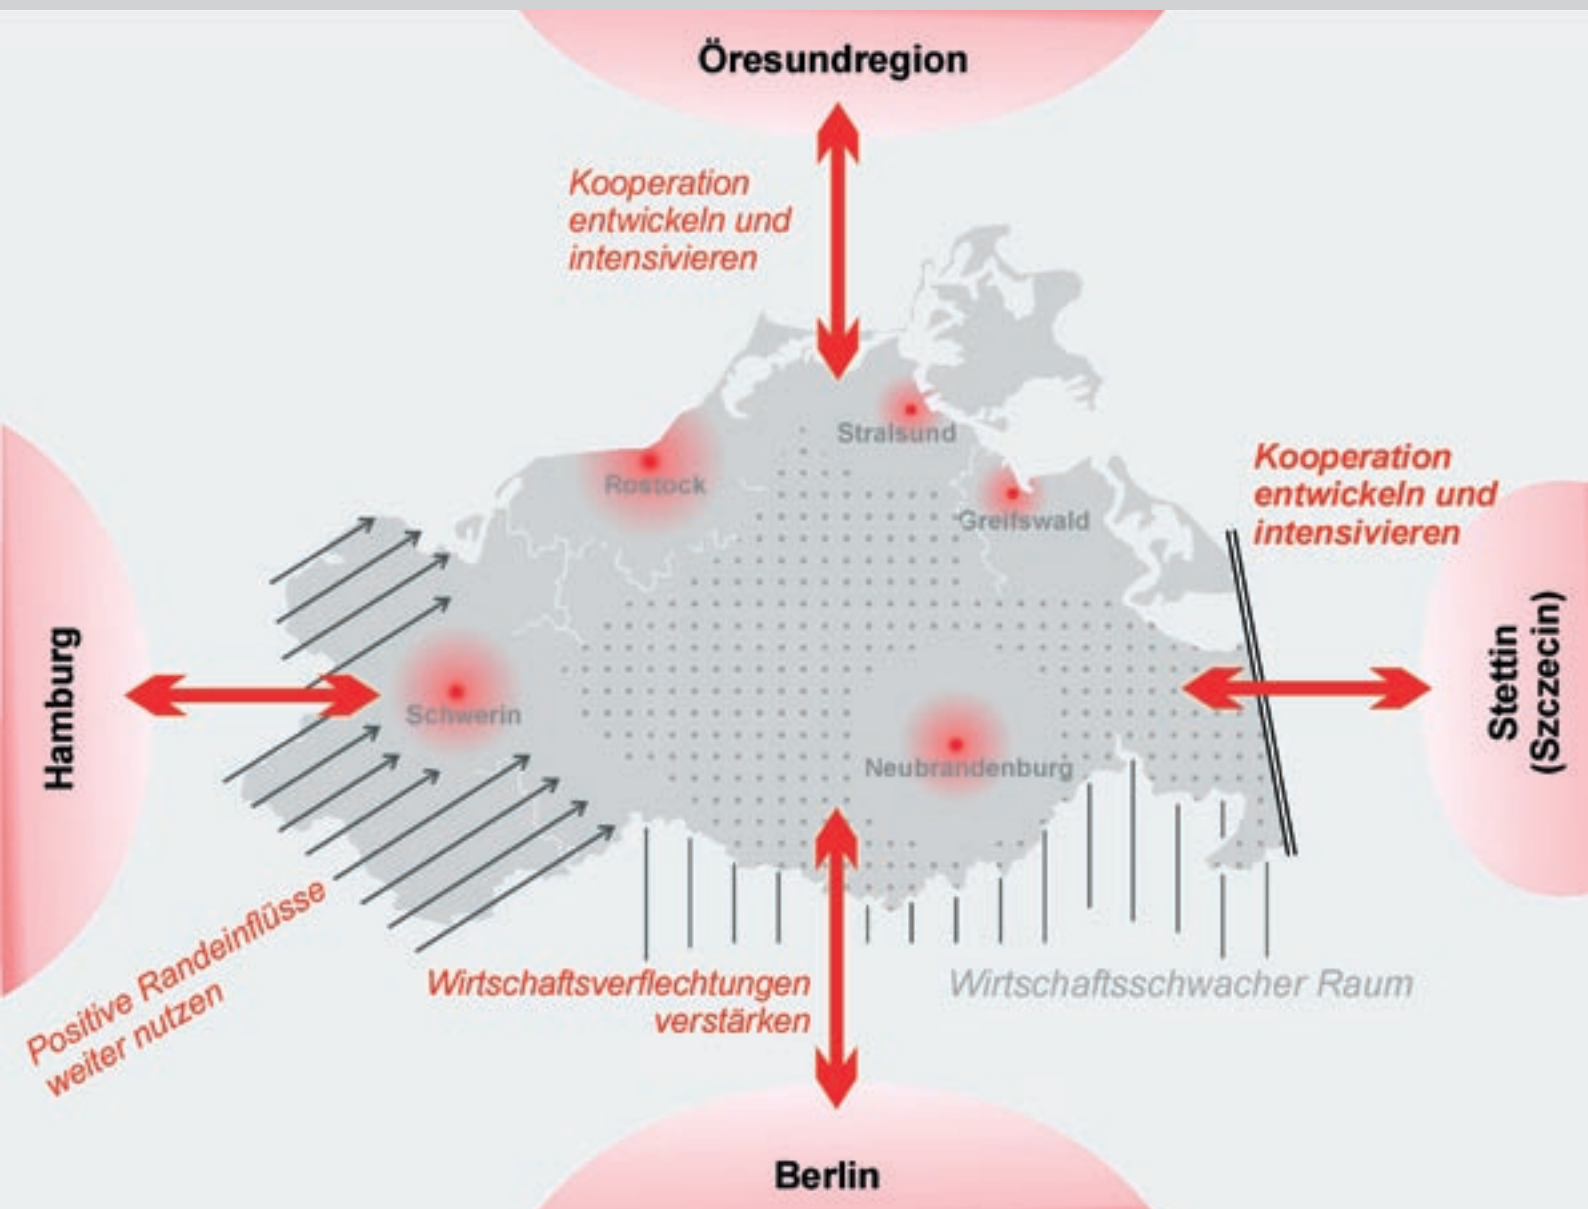 Öresundregion
Kooperation
entwickeln und
intensivieren
Stralsund
Rostock
Greifswald
Kooperation
entwickeln und
intensivieren
Hamburg
Schwerin
Neubrandenburg
Stettin
(Szczecin)
Positive Randeinflüsse
weiter nutzen
Wirtschaftsverflechtungen
verstärken
Wirtschaftsschwacher Raum
Berlin